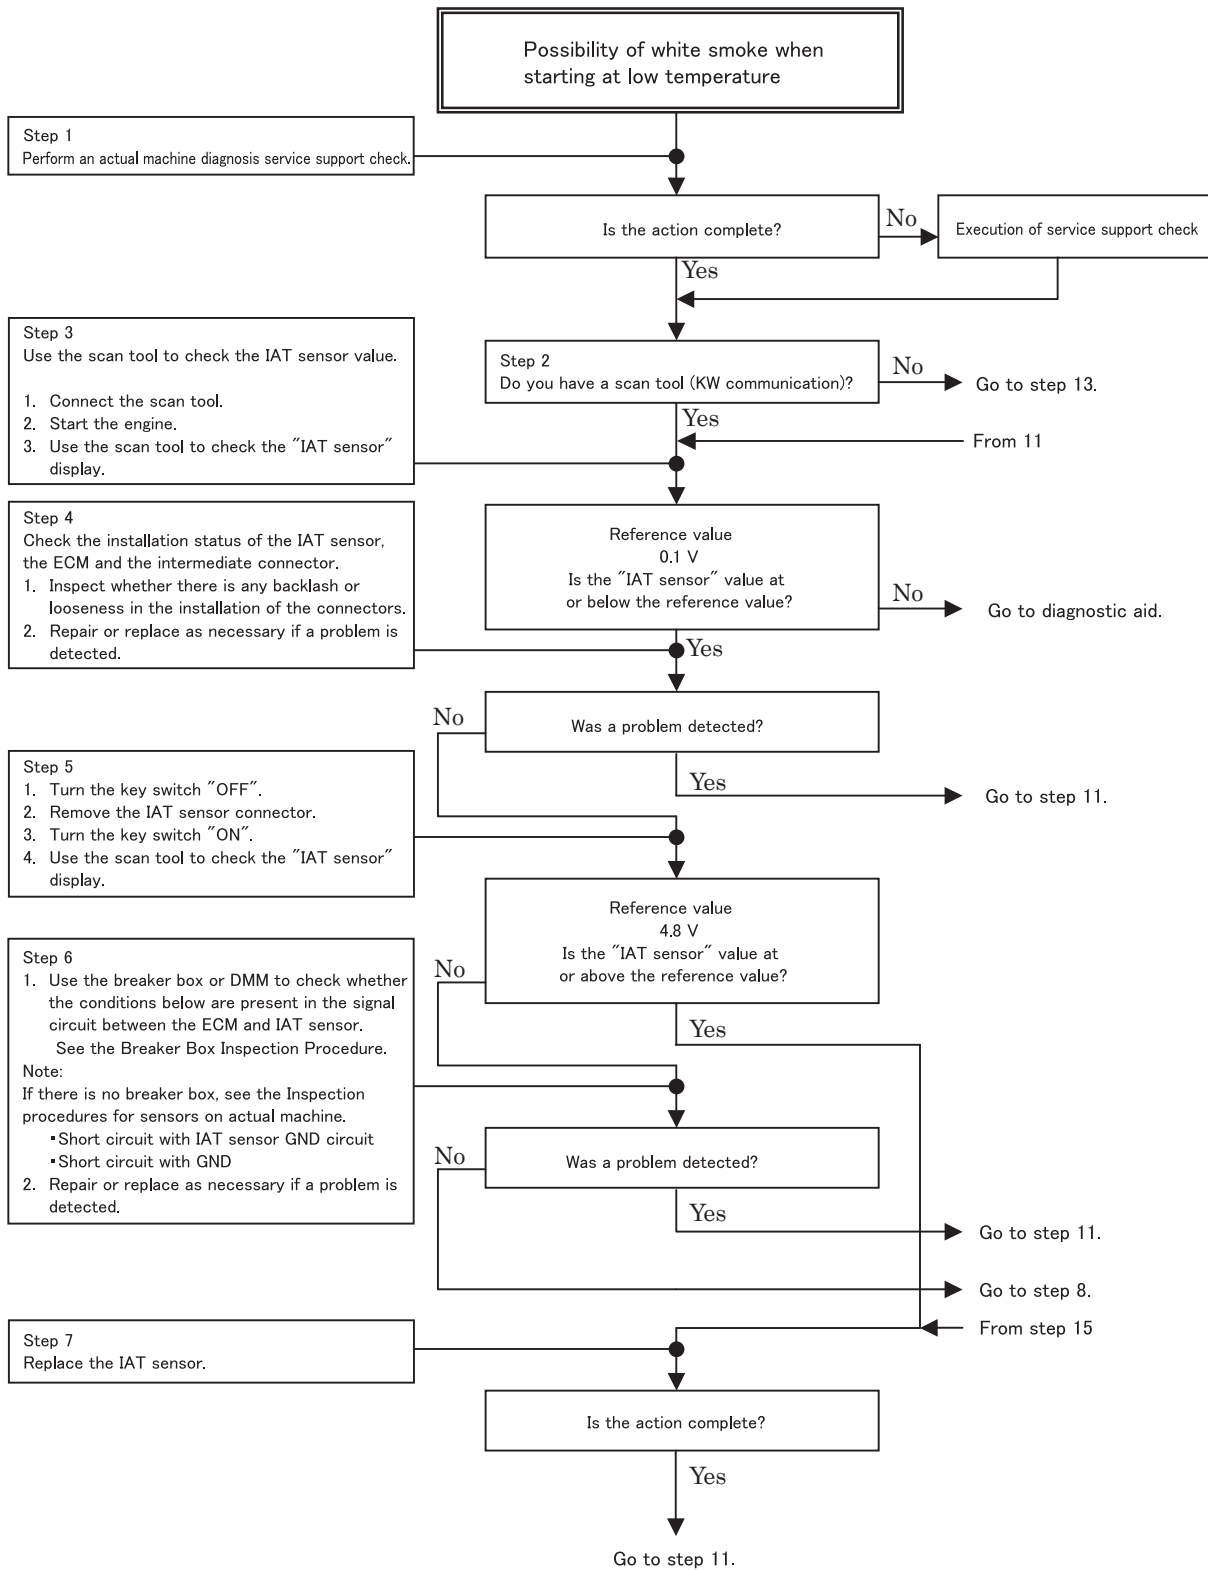 Possibility of white smoke when
starting at low temperature
Step 1
Perform an actual machine diagnosis service support check.
Is the action complete?
No
Execution of service support check
Yes
Step 3
Use the scan tool to check the IAT sensor value.
1. Connect the scan tool.
2. Start the engine.
3. Use the scan tool to check the "IAT sensor"
display.
Step 2
Do you have a scan tool (KW communication)?
No
Go to step 13.
Yes
From 11
Step 4
Check the installation status of the IAT sensor,
the ECM and the intermediate connector.
1. Inspect whether there is any backlash or
looseness in the installation of the connectors.
2. Repair or replace as necessary if a problem is
detected.
Reference value
0.1 V
Is the "IAT sensor" value at
or below the reference value?
No
Go to diagnostic aid.
Yes
Was a problem detected?
No
Yes
Go to step 11.
Step 5
1. Turn the key switch "OFF".
2. Remove the IAT sensor connector.
3. Turn the key switch "ON".
4. Use the scan tool to check the "IAT sensor"
display.
Reference value
4.8 V
Is the "IAT sensor" value at
or above the reference value?
No
Yes
Step 6
1. Use the breaker box or DMM to check whether
the conditions below are present in the signal
circuit between the ECM and IAT sensor.
See the Breaker Box Inspection Procedure.
Note:
If there is no breaker box, see the Inspection
procedures for sensors on actual machine.
▪Short circuit with IAT sensor GND circuit
▪Short circuit with GND
2. Repair or replace as necessary if a problem is
detected.
No
Was a problem detected?
Yes
Go to step 11.
Go to step 8.
From step 15
Step 7
Replace the IAT sensor.
Is the action complete?
Yes
Go to step 11.